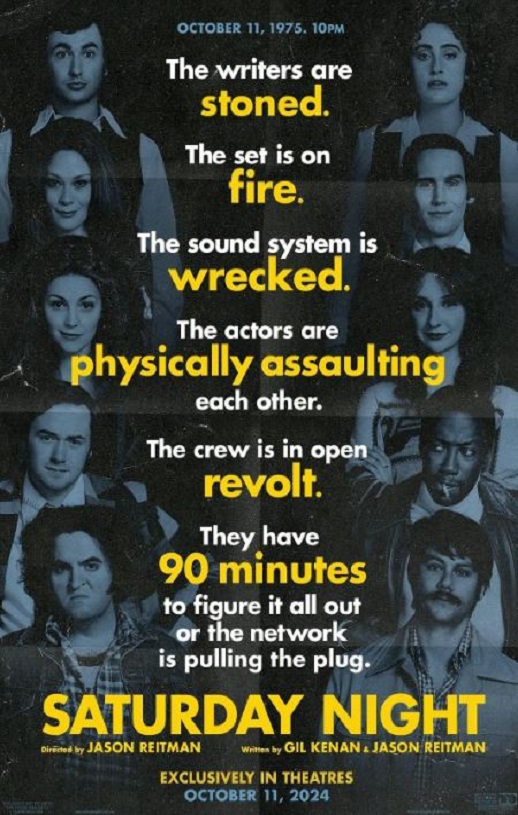 OCTOBER 11, 1975. 10PM
The writers are
stoned.
The set is on
fire.
The sound system is
wrecked.
The actors are
physically assaulting
each other.
The crew is in open
revolt.
They have
90 minutes
to figure it all out
or the network
is pulling the plug.
SATURDAY NIGHT
Directed by JASON REITMAN Written by GIL KENAN & JASON REITMAN
EXCLUSIVELY IN THEATRES
OCTOBER 11, 2024